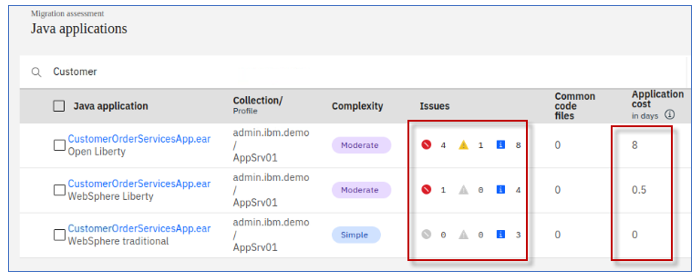 Migration assessment
Java applications
Customer
Java application Collection/ Profile Complexity Issues Common code files Application cost in days
CustomerOrderServicesApp.ear
Open Liberty
admin.ibm.demo
/
AppSrv01
Moderate
4 1 8
0
8
CustomerOrderServicesApp.ear
WebSphere Liberty
admin.ibm.demo
/
AppSrv01
Moderate
1 0 4
0
0.5
CustomerOrderServicesApp.ear
WebSphere traditional
admin.ibm.demo
/
AppSrv01
Simple
0 0 3
0
0